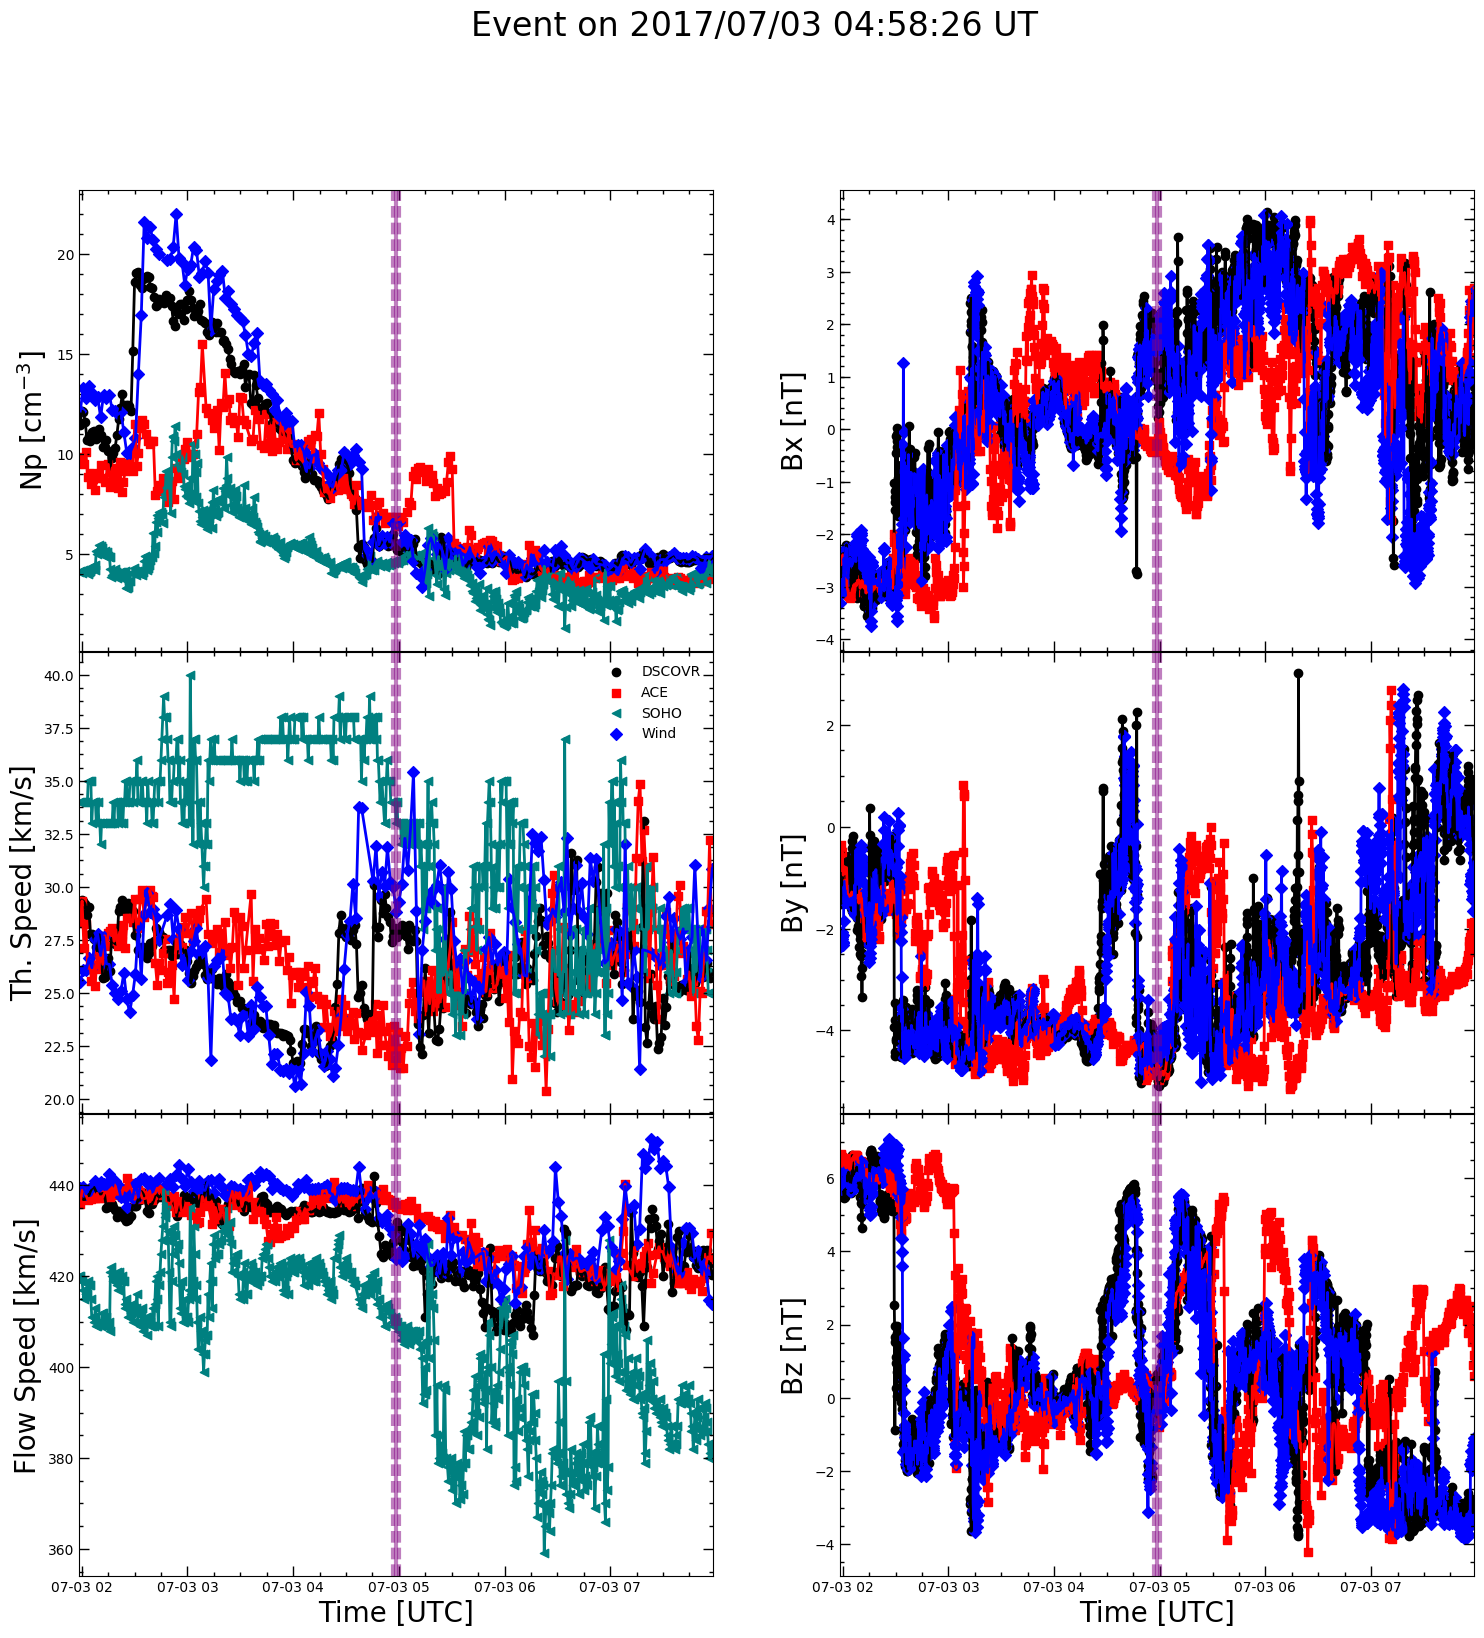 Event on 2017/07/03 04:58:26 UT
Np [cm⁻³]
20
15
10
5
Bx [nT]
4
3
2
1
0
−1
−2
−3
−4
Th. Speed [km/s]
40.0
37.5
35.0
32.5
30.0
27.5
25.0
22.5
20.0
DSCOVR
ACE
SOHO
Wind
By [nT]
2
0
−2
−4
Flow Speed [km/s]
440
420
400
380
360
Bz [nT]
6
4
2
0
−2
−4
07-03 02 07-03 03 07-03 04 07-03 05 07-03 06 07-03 07
Time [UTC]
07-03 02 07-03 03 07-03 04 07-03 05 07-03 06 07-03 07
Time [UTC]